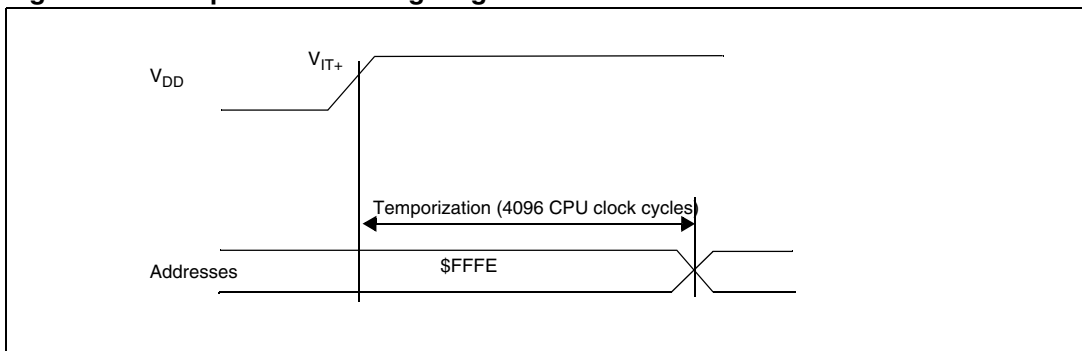 V_DD
V_IT+
Temporization (4096 CPU clock cycles)
Addresses
$FFFE